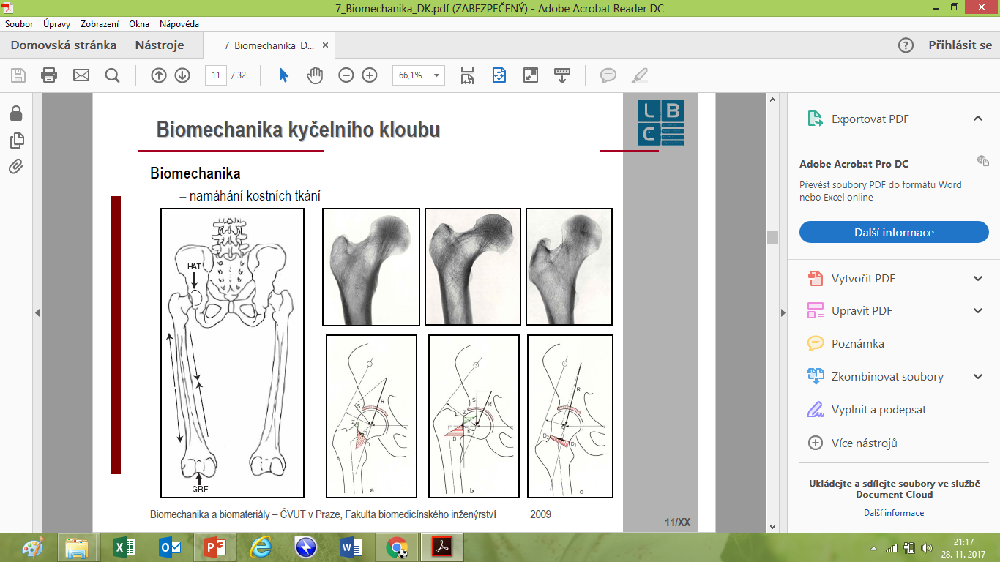 7_Biomechanika_DK.pdf (ZABEZPEČENÝ) - Adobe Acrobat Reader DC
Soubor Úpravy Zobrazení Okna Nápověda
Domovská stránka Nástroje 7_Biomechanika_D... × Přihlásit se
11 / 32 66,1%
L B C
Biomechanika kyčelního kloubu
Biomechanika
– namáhání kostních tkání
HAT
GRF
S R Z h D a
S R Z h D b
R S D₂ D₁ c
Biomechanika a biomateriály – ČVUT v Praze, Fakulta biomedicínského inženýrství 2009
11/XX
Exportovat PDF
Adobe Acrobat Pro DC
Převést soubory PDF do formátu Word
nebo Excel online
Další informace
Vytvořit PDF
Upravit PDF
Poznámka
Zkombinovat soubory
Vyplnit a podepsat
Více nástrojů
Ukládejte a sdílejte soubory ve službě
Document Cloud
Další informace
21:17
28. 11. 2017